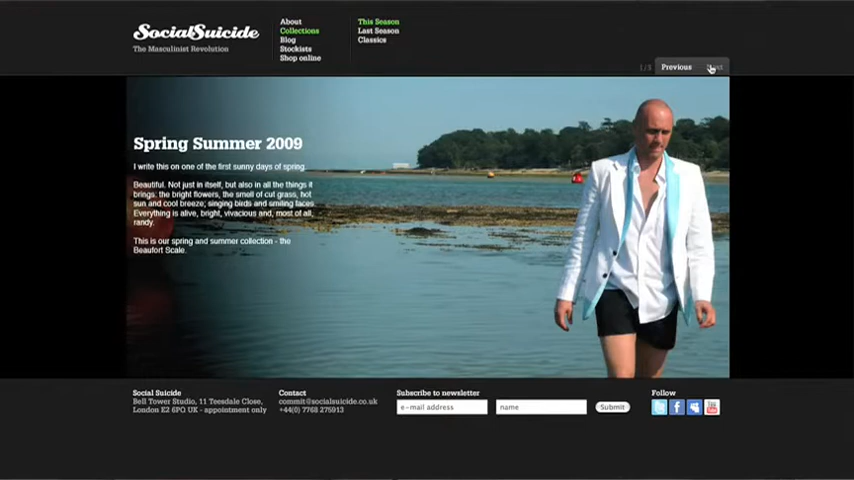 SocialSuicide
The Masculinist Revolution
About
Collections
Blog
Stockists
Shop online
This Season
Last Season
Classics
Previous
Spring Summer 2009
I write this on one of the first sunny days of spring.
Beautiful. Not just in itself, but also in all the things it
brings: the bright flowers, the smell of cut grass, hot
sun and cool breeze; singing birds and smiling faces.
Everything is alive, bright, vivacious and, most of all,
randy.
This is our spring and summer collection - the
Beaufort Scale.
Social Suicide
Bell Tower Studio, 11 Teesdale Close,
London E2 6PQ UK - appointment only
Contact
commit@socialsuicide.co.uk
+44(0) 7768 275913
Subscribe to newsletter
e-mail address
name
Submit
Follow
You
Tube